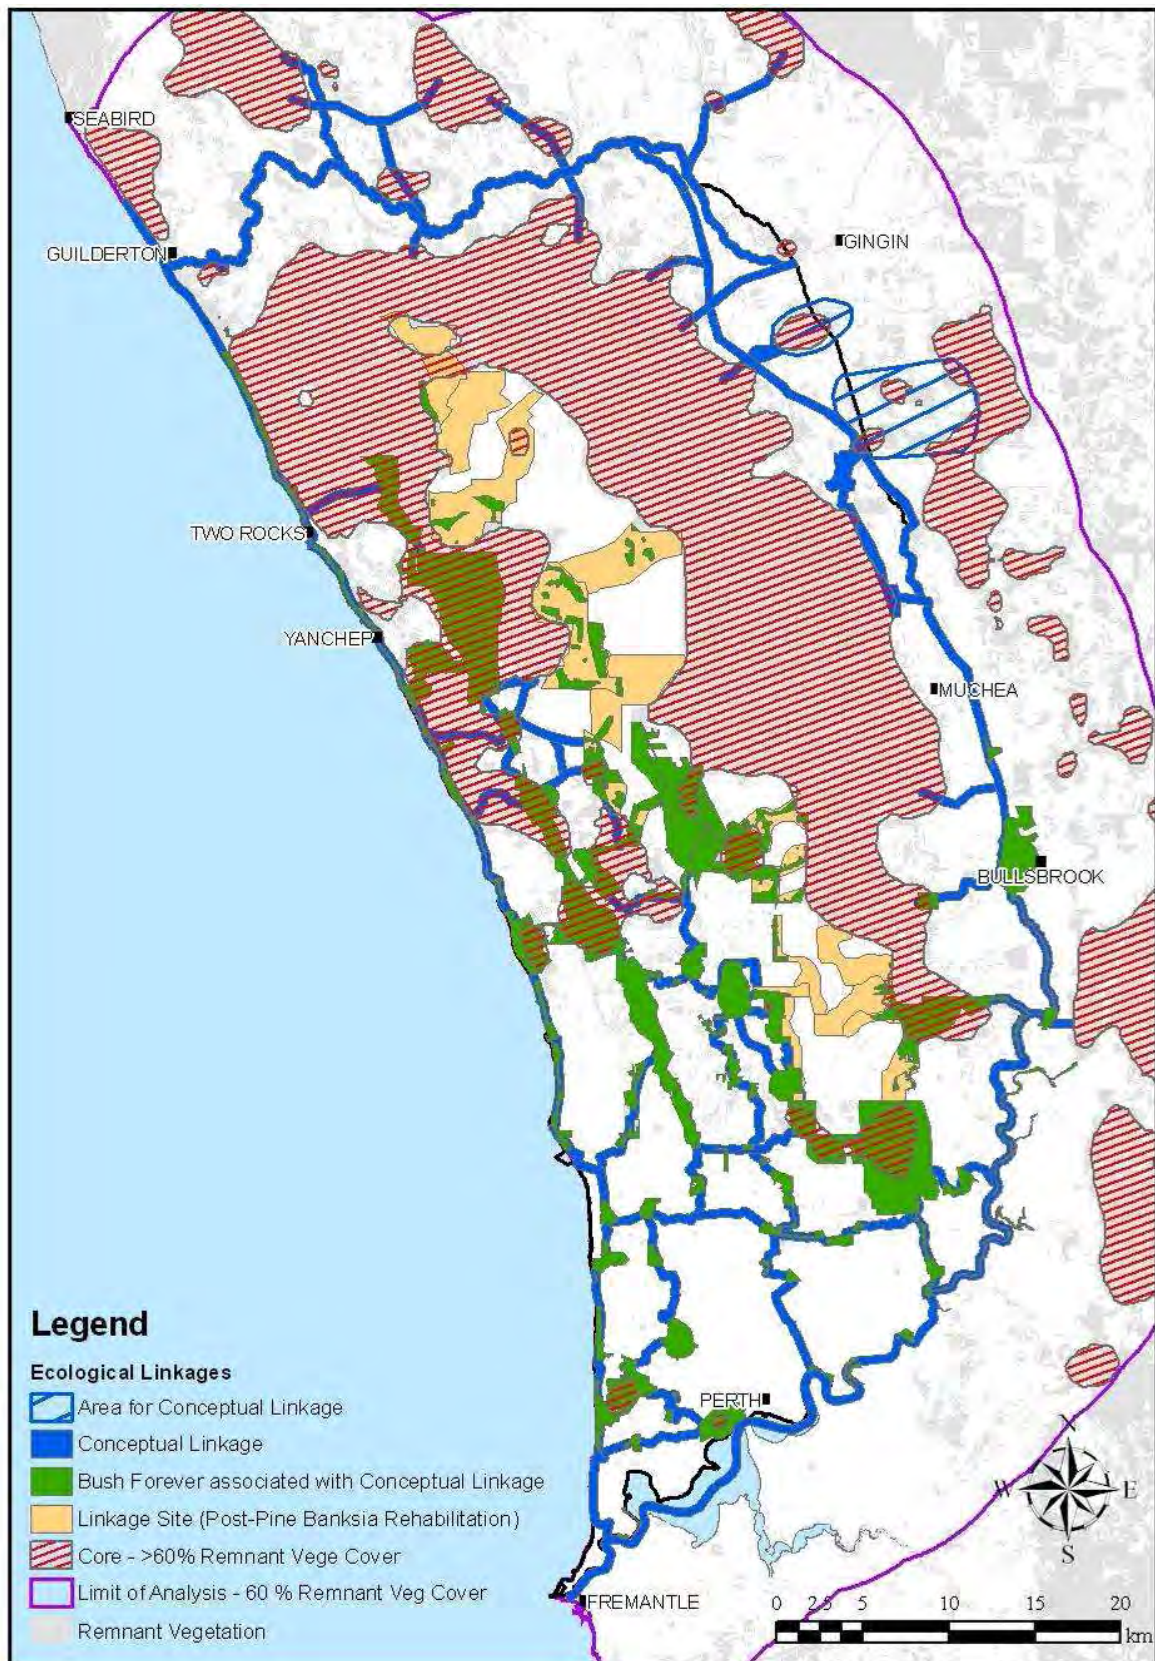 SEABIRD
GUILDERTON
GINGIN
TWO ROCKS
YANCHEP
MUCHEA
BULLSBROOK
PERTH
FREMANTLE
Legend
Ecological Linkages
Area for Conceptual Linkage
Conceptual Linkage
Bush Forever associated with Conceptual Linkage
Linkage Site (Post-Pine Banksia Rehabilitation)
Core - >60% Remnant Vege Cover
Limit of Analysis - 60 % Remnant Veg Cover
Remnant Vegetation
N
W E
S
0 2.5 5 10 15 20
km